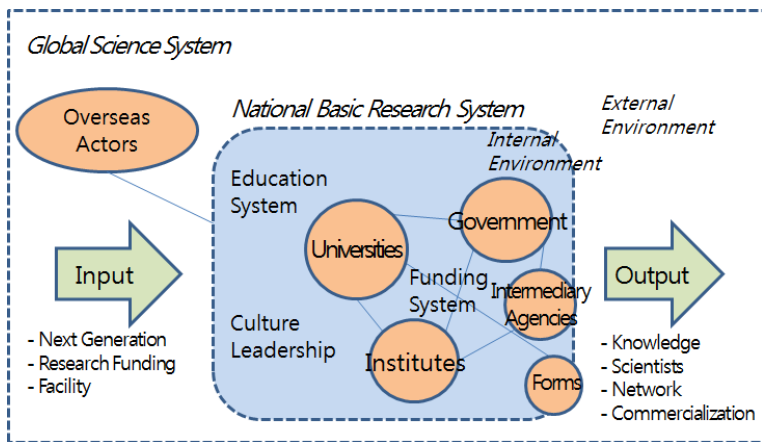 Global Science System
Overseas
Actors
National Basic Research System
External
Environment
Internal
Environment
Education
System
Universities
Government
Funding
System
Intermediary
Agencies
Culture
Leadership
Institutes
Forms
Input
- Next Generation
- Research Funding
- Facility
Output
- Knowledge
- Scientists
- Network
- Commercialization